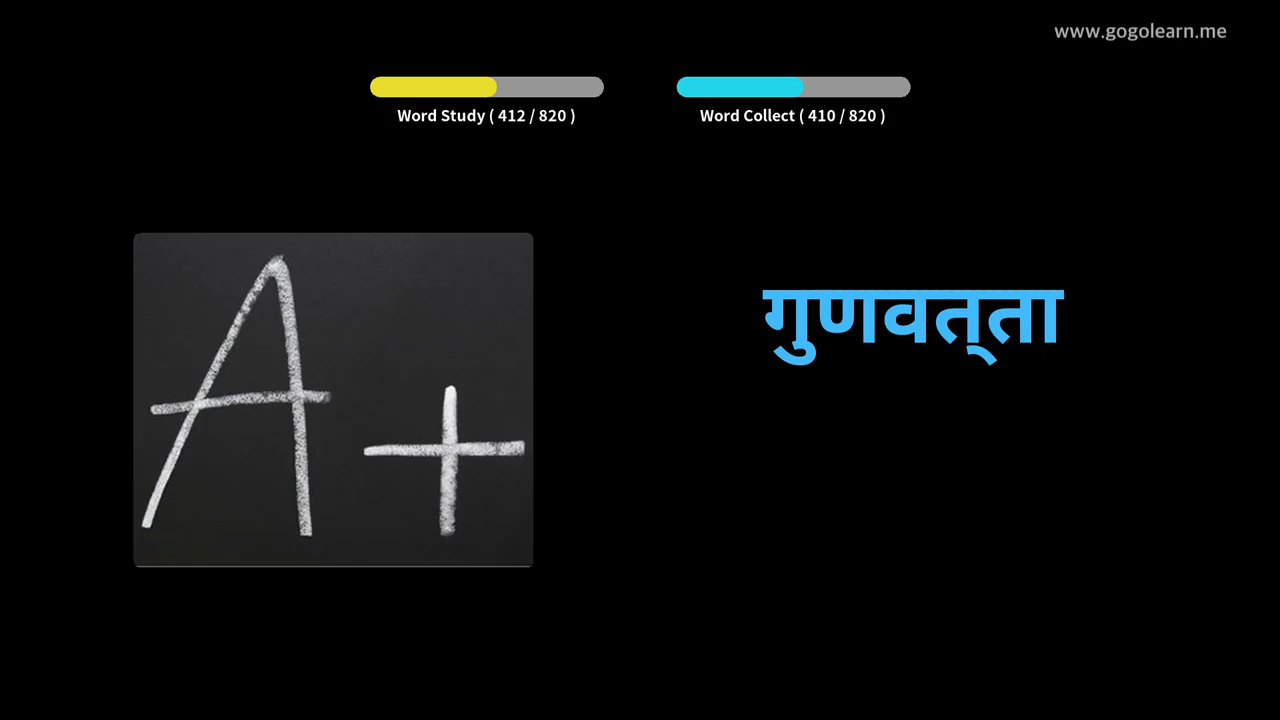 www.gogolearn.me
Word Study ( 412 / 820 )
Word Collect ( 410 / 820 )
A+
गुणवत्‌ता